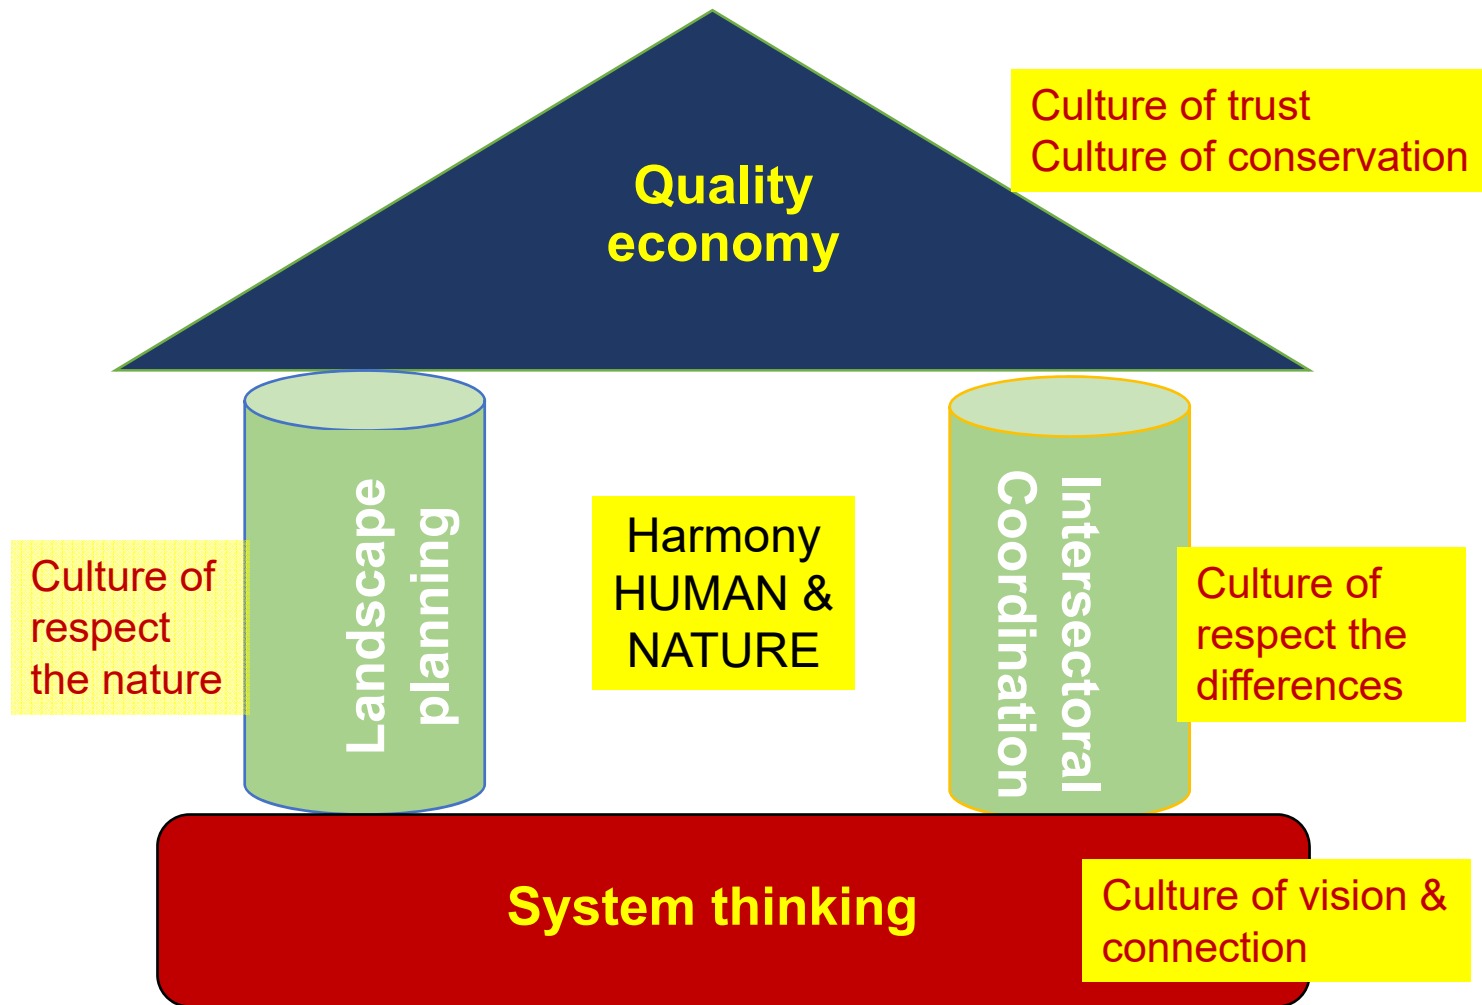 Culture of trust
Culture of conservation
Quality
economy
Landscape
planning
Harmony
HUMAN &
NATURE
Intersectoral
Coordination
Culture of
respect
the nature
Culture of
respect the
differences
System thinking
Culture of vision &
connection